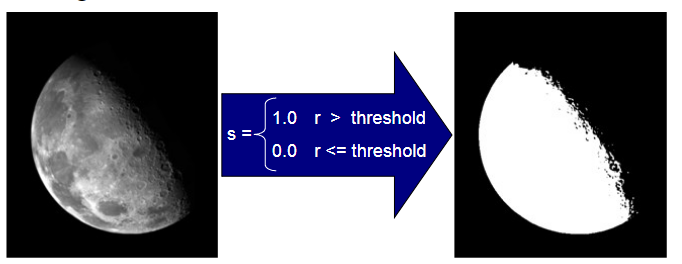 1.0 r > threshold
s =
0.0 r <= threshold